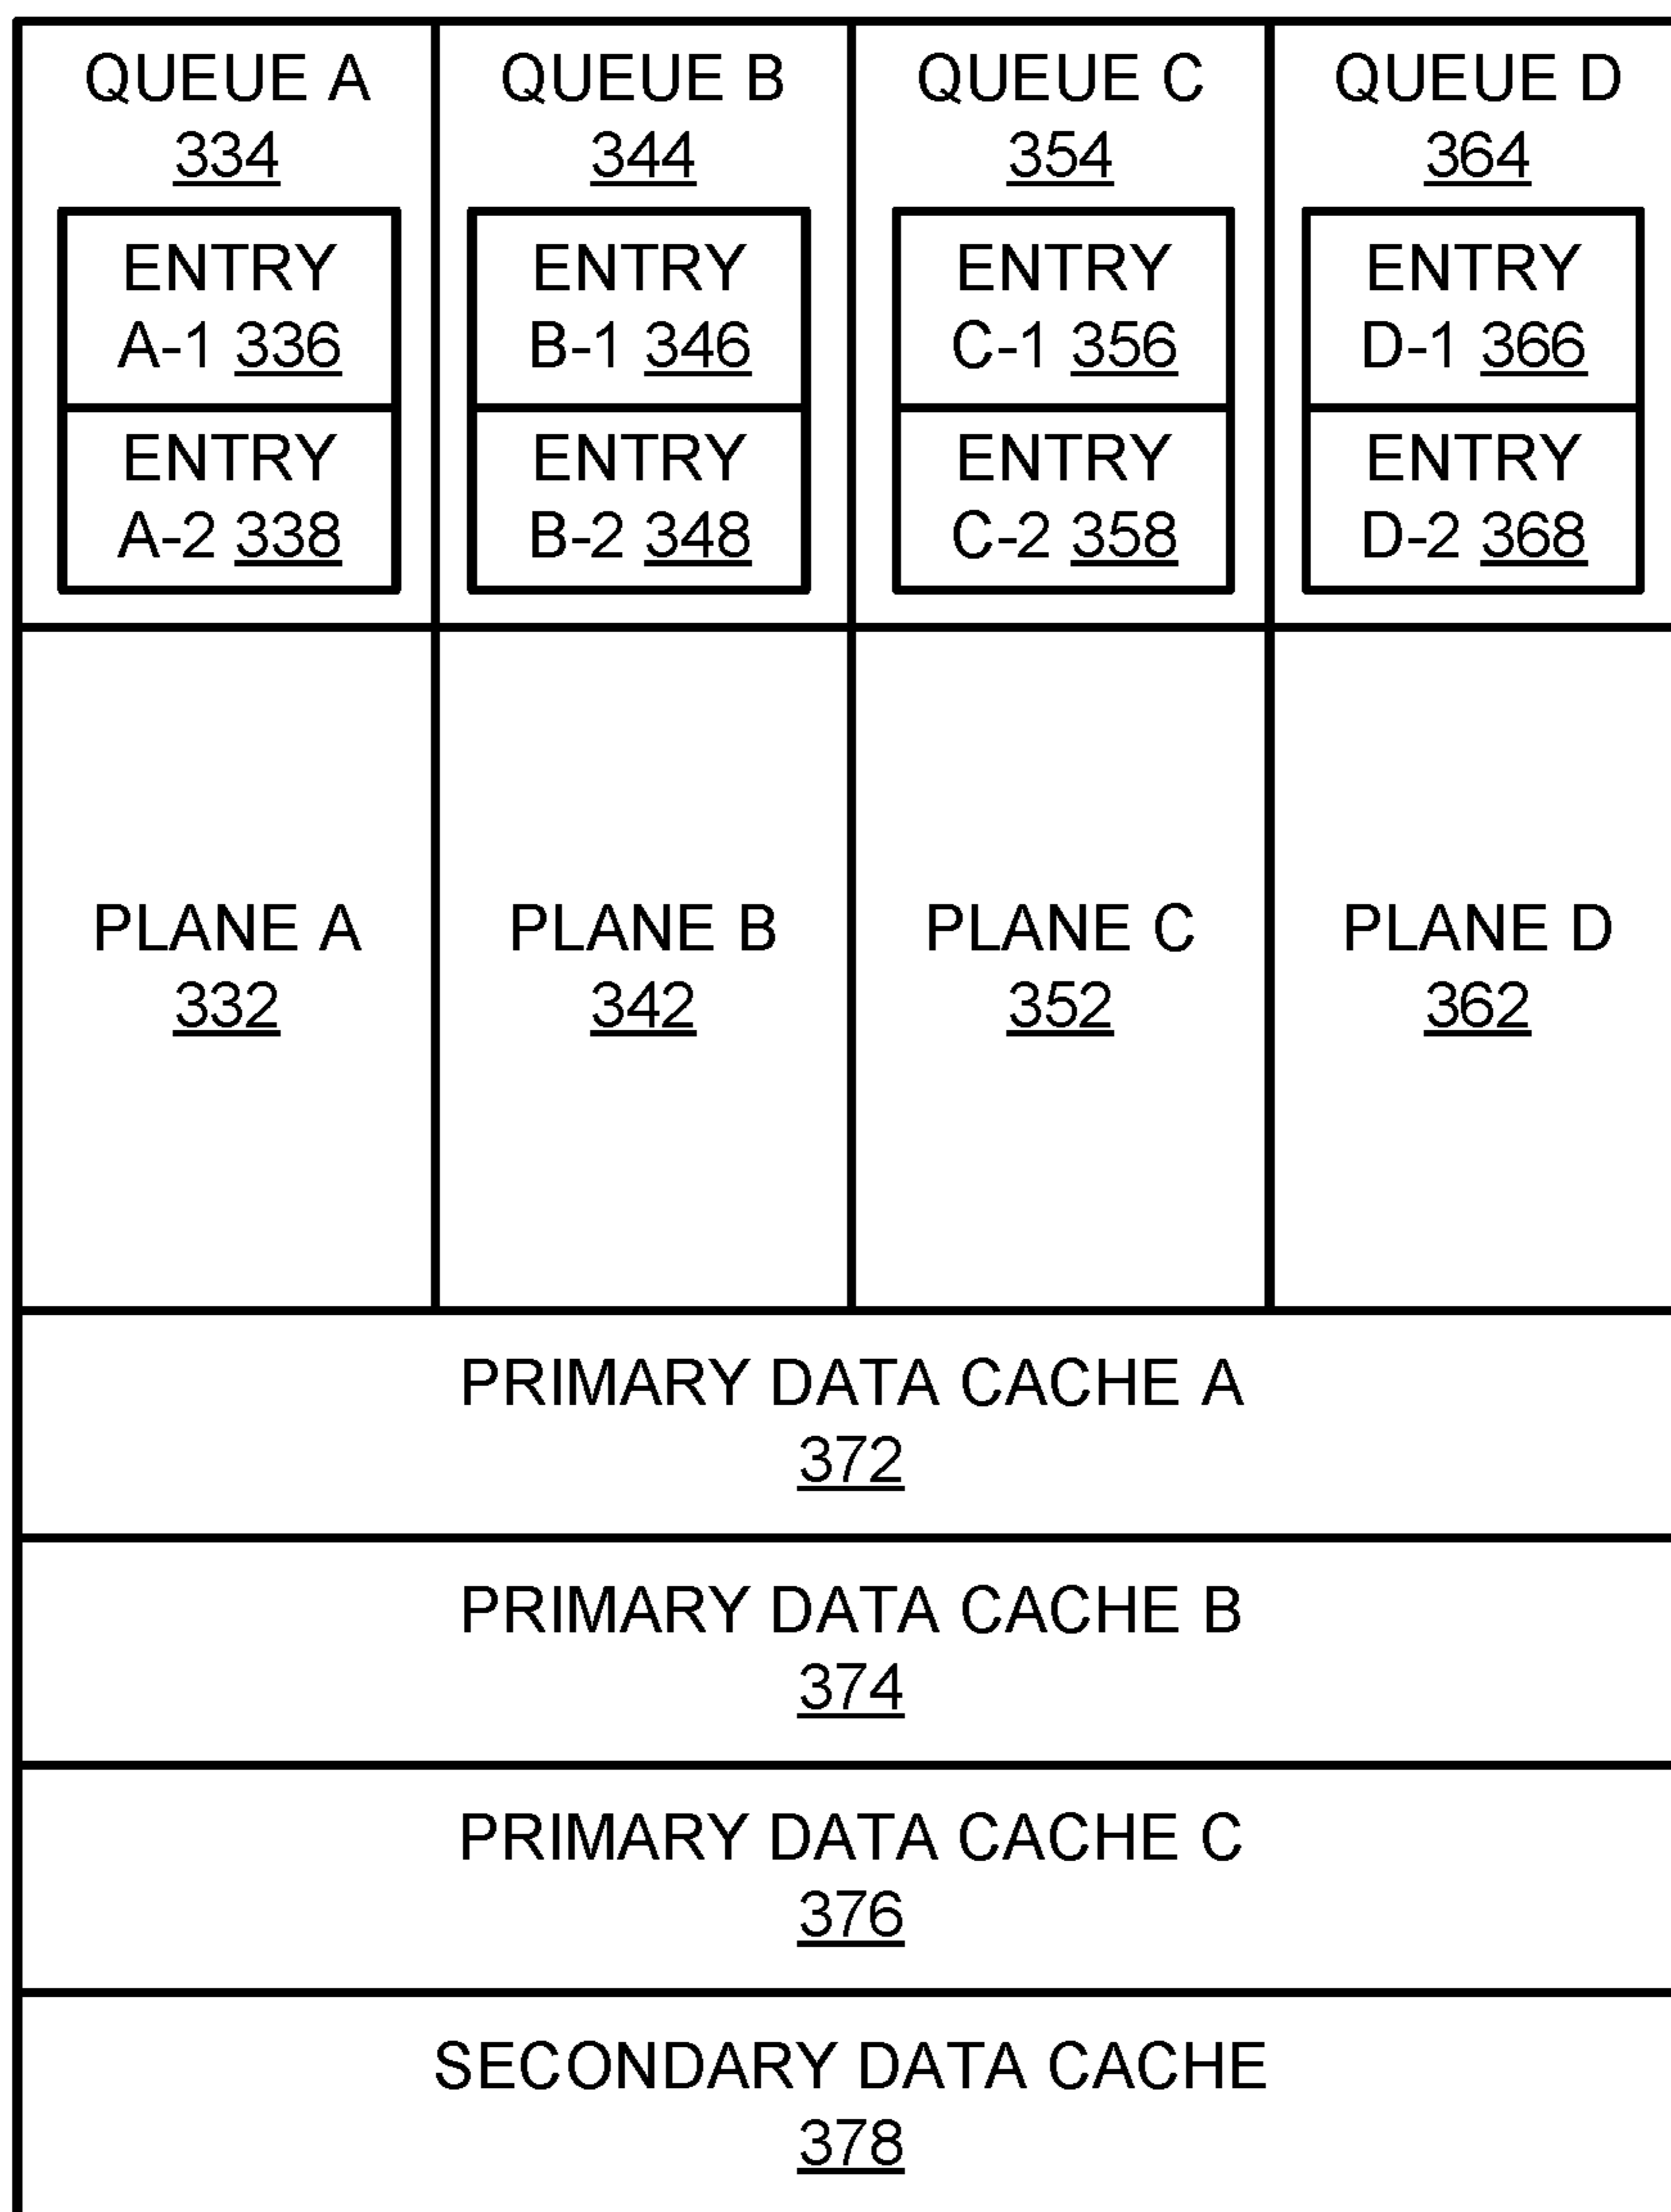 QUEUE A
334
ENTRY
A-1 336
ENTRY
A-2 338
QUEUE B
344
ENTRY
B-1 346
ENTRY
B-2 348
QUEUE C
354
ENTRY
C-1 356
ENTRY
C-2 358
QUEUE D
364
ENTRY
D-1 366
ENTRY
D-2 368
PLANE A
332
PLANE B
342
PLANE C
352
PLANE D
362
PRIMARY DATA CACHE A
372
PRIMARY DATA CACHE B
374
PRIMARY DATA CACHE C
376
SECONDARY DATA CACHE
378